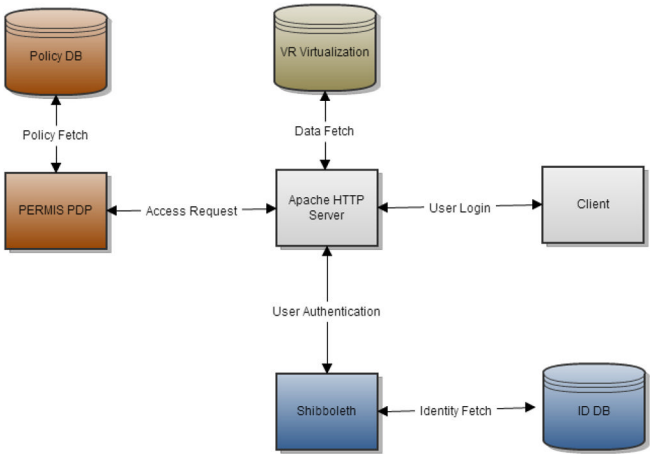 Policy DB
VR Virtualization
Policy Fetch
Data Fetch
PERMIS PDP
Access Request
Apache HTTP
Server
User Login
Client
User Authentication
Shibboleth
Identity Fetch
ID DB